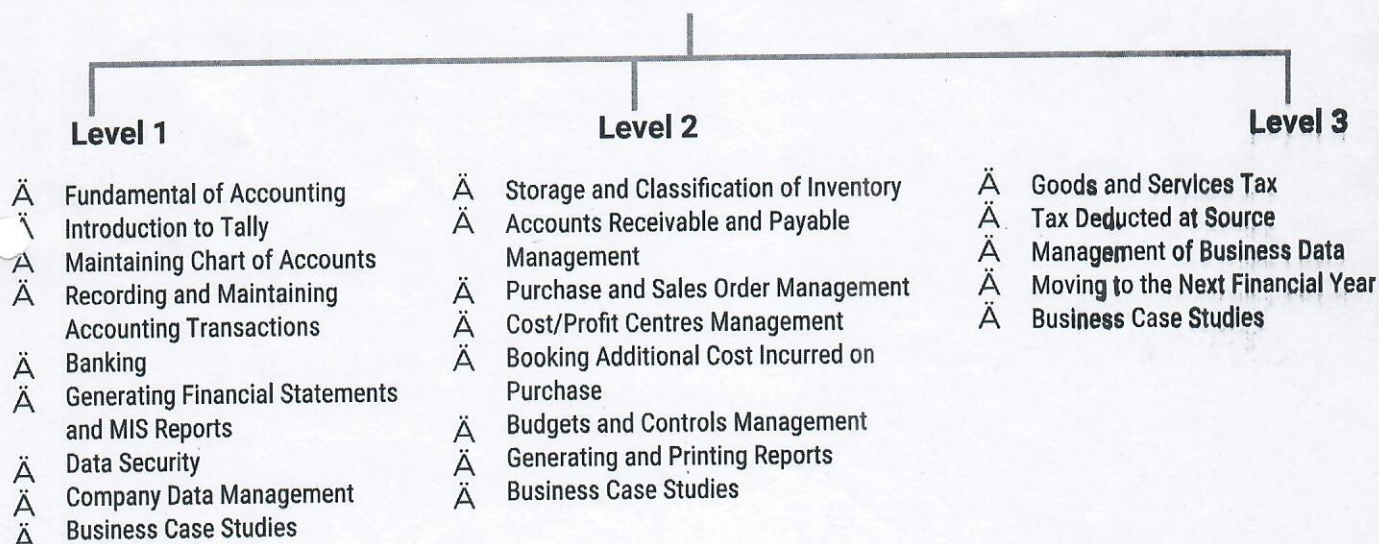 Level 1
Ä Fundamental of Accounting
Ä Introduction to Tally
Ä Maintaining Chart of Accounts
Ä Recording and Maintaining
Accounting Transactions
Ä Banking
Ä Generating Financial Statements
and MIS Reports
Ä Data Security
Ä Company Data Management
Ä Business Case Studies
Level 2
Ä Storage and Classification of Inventory
Ä Accounts Receivable and Payable
Management
Ä Purchase and Sales Order Management
Ä Cost/Profit Centres Management
Ä Booking Additional Cost Incurred on
Purchase
Ä Budgets and Controls Management
Ä Generating and Printing Reports
Ä Business Case Studies
Level 3
Ä Goods and Services Tax
Ä Tax Deducted at Source
Ä Management of Business Data
Ä Moving to the Next Financial Year
Ä Business Case Studies